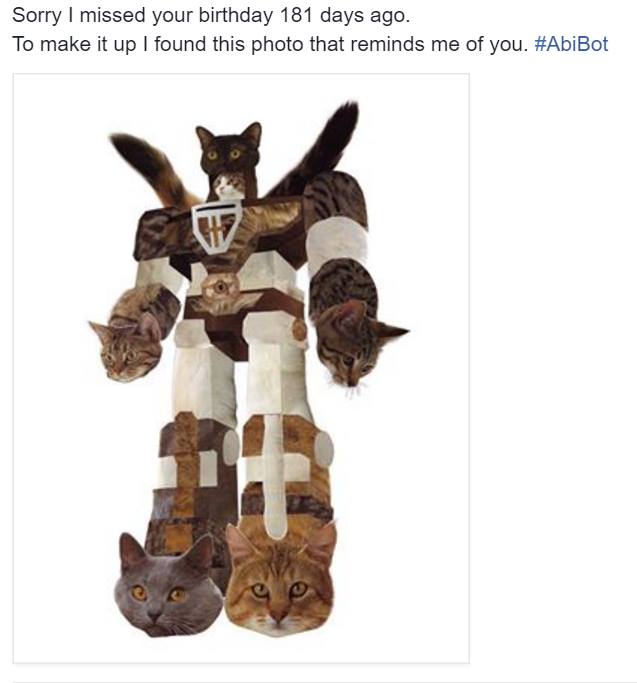 Sorry I missed your birthday 181 days ago.
To make it up I found this photo that reminds me of you. #AbiBot